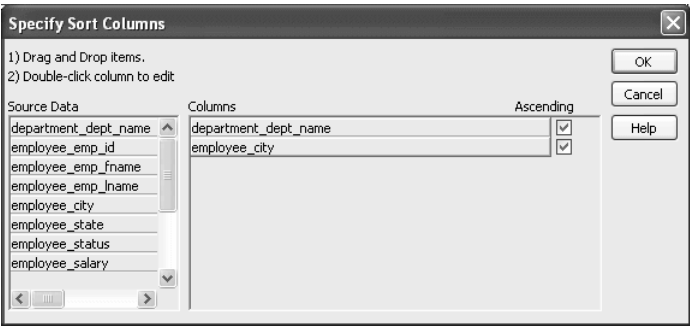 Specify Sort Columns
1) Drag and Drop items.
2) Double-click column to edit
OK
Cancel
Help
Source Data
department_dept_name
employee_emp_id
employee_emp_fname
employee_emp_lname
employee_city
employee_state
employee_status
employee_salary
Columns Ascending
department_dept_name
employee_city